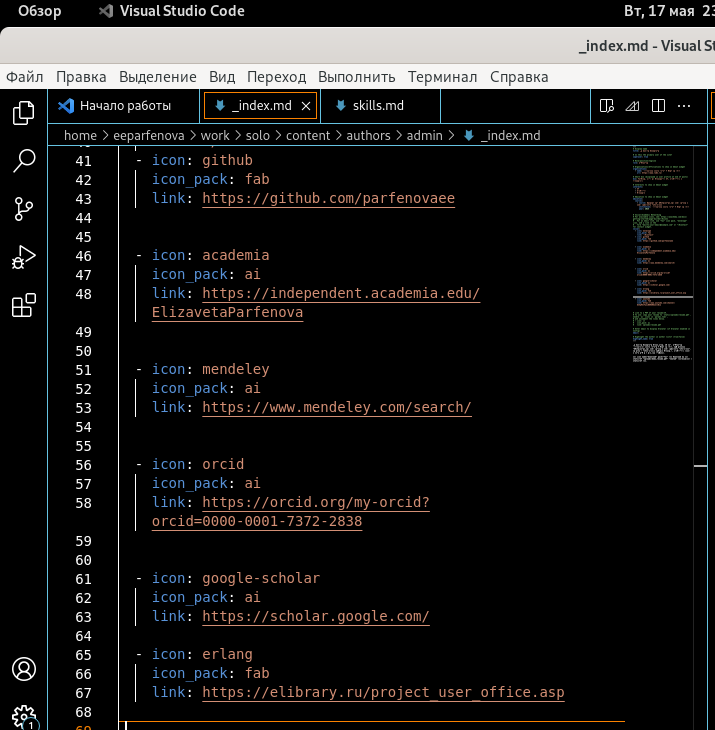 Обзор Visual Studio Code Вт, 17 мая 23
_index.md - Visual S
Файл Правка Выделение Вид Переход Выполнить Терминал Справка
Начало работы _index.md skills.md
home > eeparfenova > work > solo > content > authors > admin > _index.md
41 - icon: github
42 icon_pack: fab
43 link: https://github.com/parfenovaee
44
45
46 - icon: academia
47 icon_pack: ai
48 link: https://independent.academia.edu/
ElizavetaParfenova
49
50
51 - icon: mendeley
52 icon_pack: ai
53 link: https://www.mendeley.com/search/
54
55
56 - icon: orcid
57 icon_pack: ai
58 link: https://orcid.org/my-orcid?
orcid=0000-0001-7372-2838
59
60
61 - icon: google-scholar
62 icon_pack: ai
63 link: https://scholar.google.com/
64
65 - icon: erlang
66 icon_pack: fab
67 link: https://elibrary.ru/project_user_office.asp
68
69
1